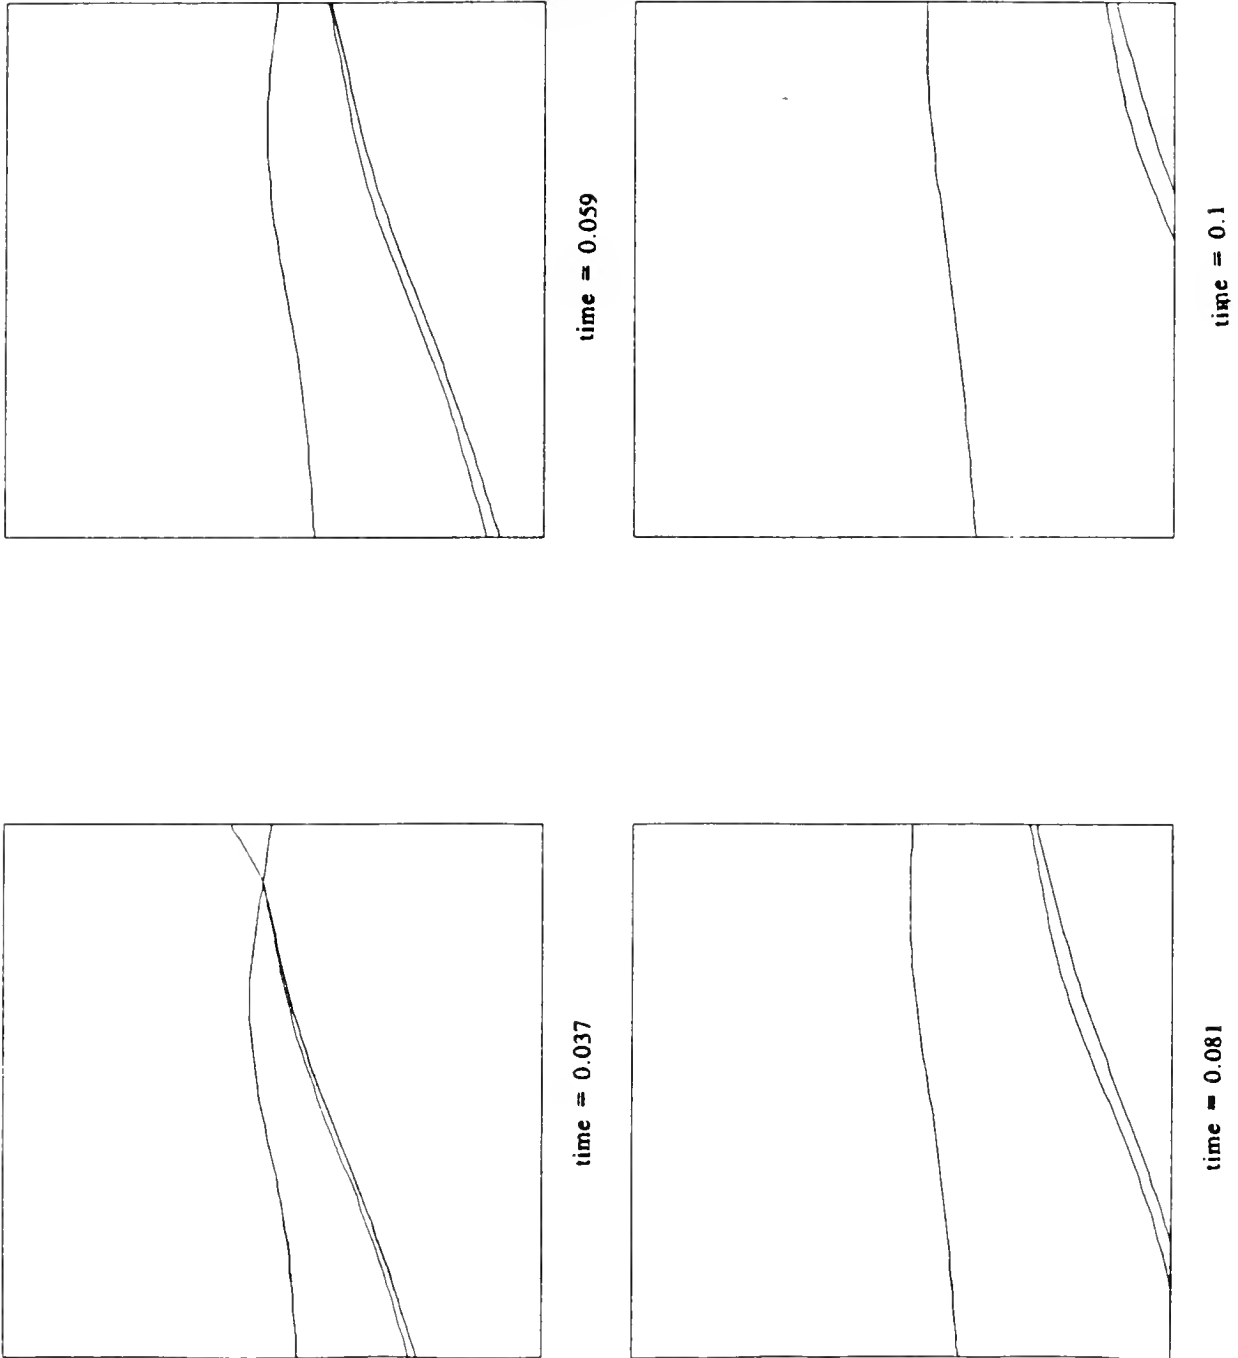 time = 0.037
time = 0.059
time = 0.081
time = 0.1